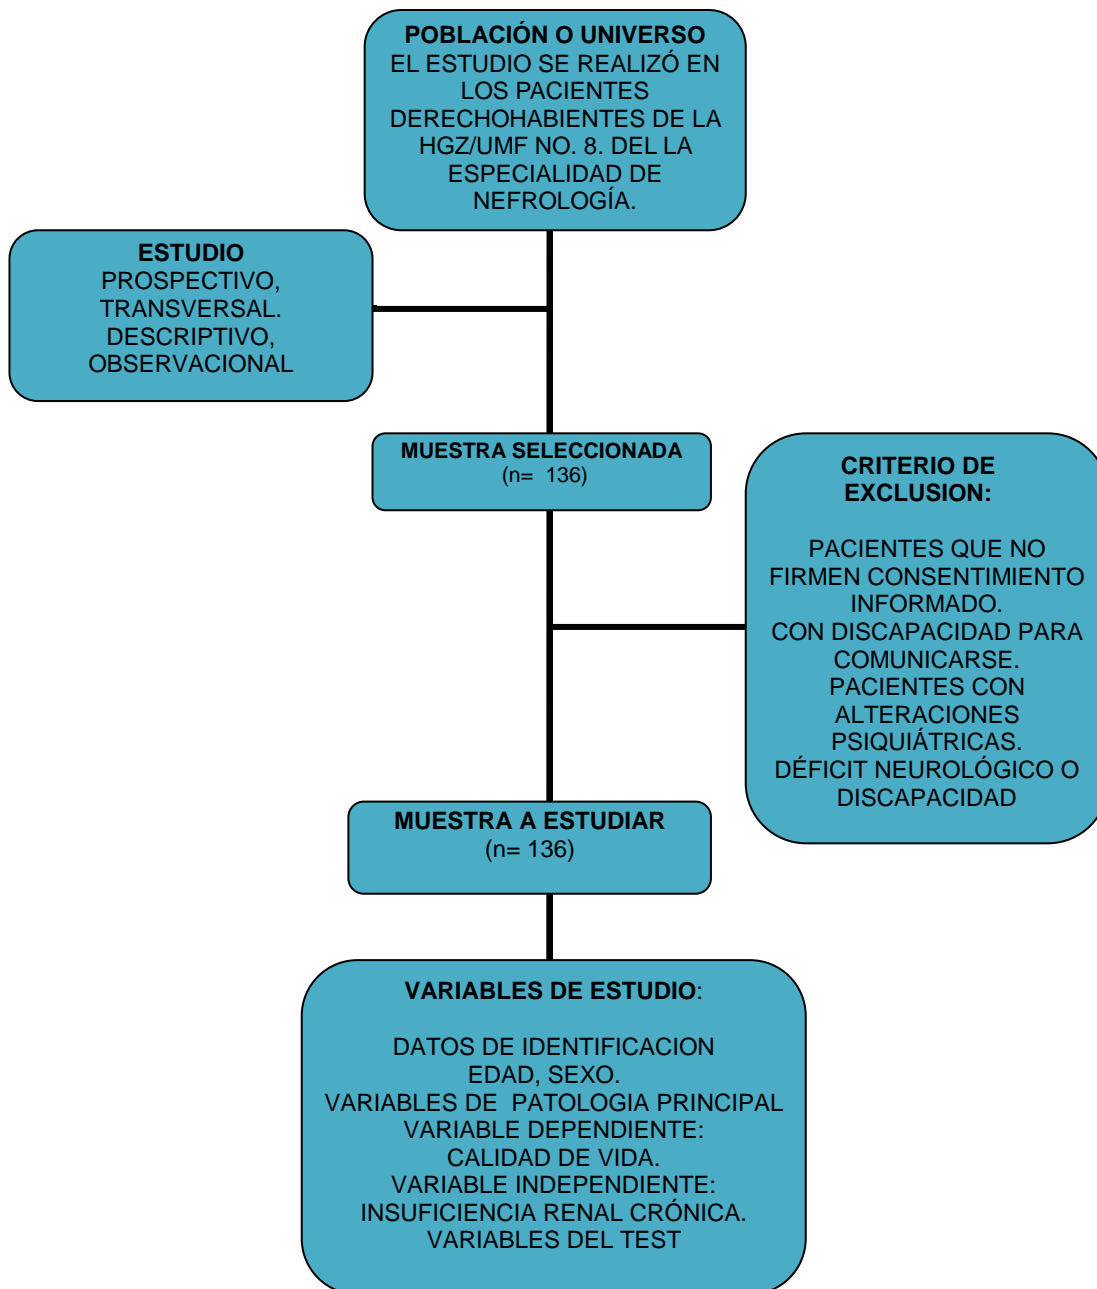 POBLACIÓN O UNIVERSO
EL ESTUDIO SE REALIZÓ EN
LOS PACIENTES
DERECHOHABIENTES DE LA
HGZ/UMF NO. 8. DEL LA
ESPECIALIDAD DE
NEFROLOGÍA.
ESTUDIO
PROSPECTIVO,
TRANSVERSAL.
DESCRIPTIVO,
OBSERVACIONAL
MUESTRA SELECCIONADA
(n= 136)
CRITERIO DE
EXCLUSION:
PACIENTES QUE NO
FIRMEN CONSENTIMIENTO
INFORMADO.
CON DISCAPACIDAD PARA
COMUNICARSE.
PACIENTES CON
ALTERACIONES
PSIQUIÁTRICAS.
DÉFICIT NEUROLÓGICO O
DISCAPACIDAD
MUESTRA A ESTUDIAR
(n= 136)
VARIABLES DE ESTUDIO:
DATOS DE IDENTIFICACION
EDAD, SEXO.
VARIABLES DE PATOLOGIA PRINCIPAL
VARIABLE DEPENDIENTE:
CALIDAD DE VIDA.
VARIABLE INDEPENDIENTE:
INSUFICIENCIA RENAL CRÓNICA.
VARIABLES DEL TEST